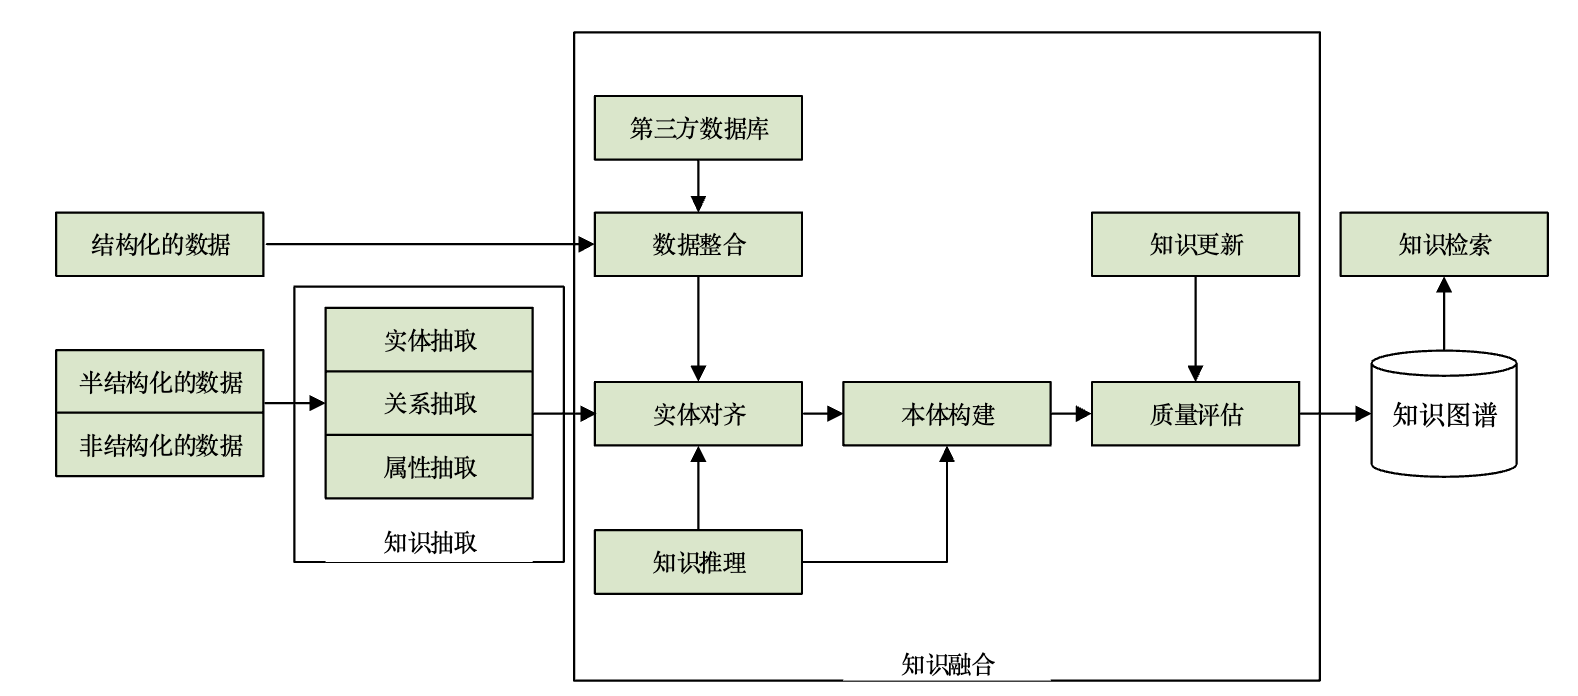 第三方数据库
结构化的数据
数据整合
知识更新
知识检索
实体抽取
半结构化的数据
关系抽取
实体对齐
本体构建
质量评估
知识图谱
非结构化的数据
属性抽取
知识抽取
知识推理
知识融合